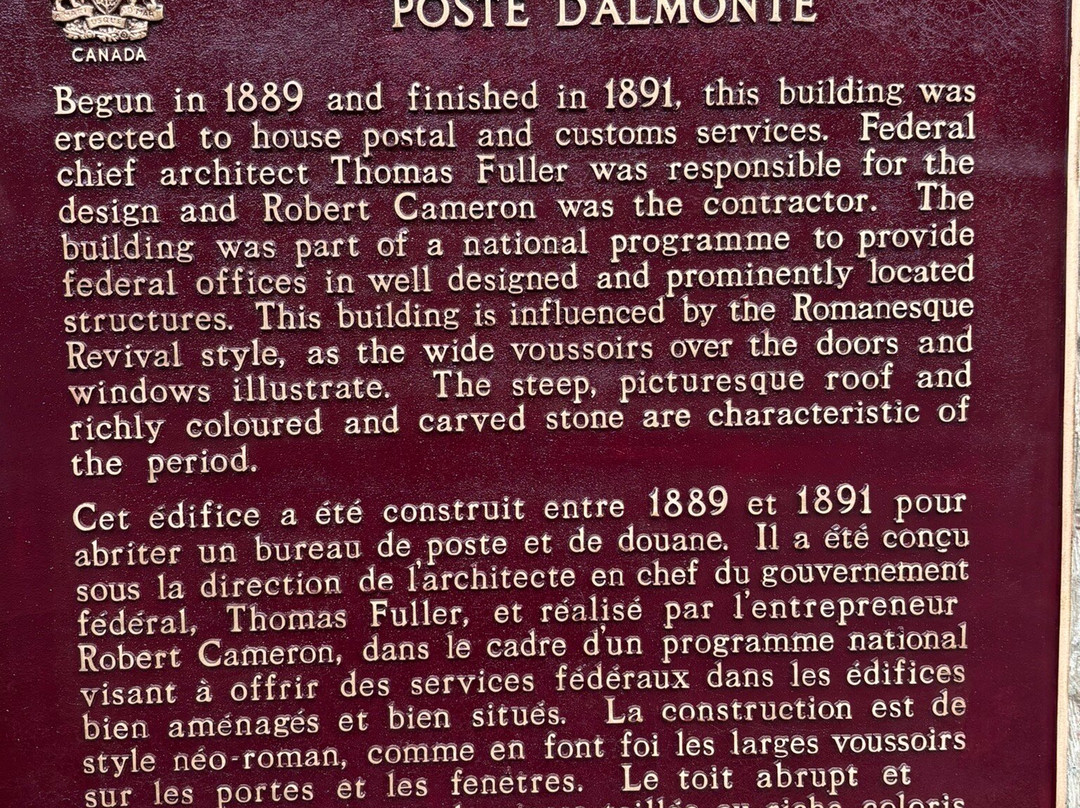 POSTE D'ALMONTE
CANADA
Begun in 1889 and finished in 1891, this building was
erected to house postal and customs services. Federal
chief architect Thomas Fuller was responsible for the
design and Robert Cameron was the contractor. The
building was part of a national programme to provide
federal offices in well designed and prominently located
structures. This building is influenced by the Romanesque
Revival style, as the wide voussoirs over the doors and
windows illustrate. The steep, picturesque roof and
richly coloured and carved stone are characteristic of
the period.
Cet édifice a été construit entre 1889 et 1891 pour
abriter un bureau de poste et de douane. Il a été conçu
sous la direction de l'architecte en chef du gouvernement
fédéral, Thomas Fuller, et réalisé par l'entrepreneur
Robert Cameron, dans le cadre d'un programme national
visant à offrir des services fédéraux dans les édifices
bien aménagés et bien situés. La construction est de
style néo-roman, comme en font foi les larges voussoirs
sur les portes et les fenêtres. Le toit abrupt et